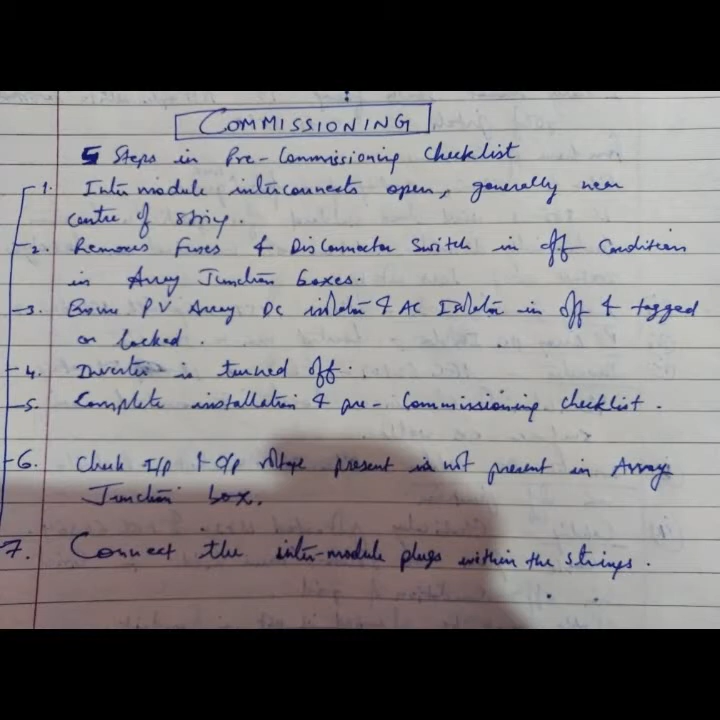 COMMISSIONING
5 Steps in Pre-Commissioning Checklist
1. Inter module interconnects open, generally near
centre of string.
2. Removes Fuses & Disconnector Switch in off Condition
in Array Junction boxes.
3. Ensure PV Array DC isolator & AC Isolator in off & tagged
or locked.
4. Inverter is turned off.
5. Complete installation & pre-Commissioning checklist.
6. Check I/p & O/p voltage present is not present in Array
Junction box.
7. Connect the inter-module plugs within the strings.